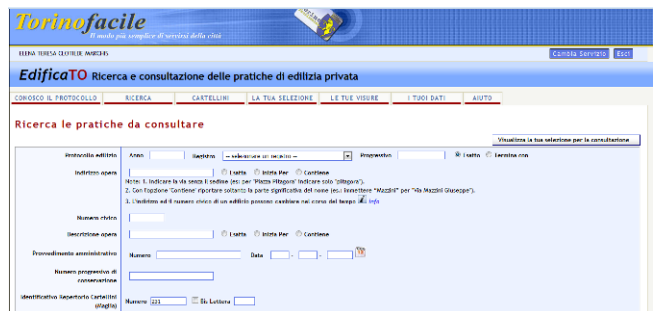 Torinofacile
Il modo più semplice di servirsi della città
ELENA TERESA CLOTILDE MARCHIS
Cambia Servizio Esci
EdificaTO Ricerca e consultazione delle pratiche di edilizia privata
CONOSCO IL PROTOCOLLO RICERCA CARTELLINI LA TUA SELEZIONE LE TUE VISURE I TUOI DATI AIUTO
Ricerca le pratiche da consultare
Visualizza la tua selezione per la consultazione
Protocollo edilizio Anno Registro -- selezionare un registro -- Progressivo Esatto Termina con
Indirizzo opera Esatta Inizia Per Contiene
Note: 1. Indicare la via senza il sedime (es: per "Piazza Pitagora" indicare solo "pitagora").
2. Con l'opzione 'Contiene' riportare soltanto la parte significativa del nome (es.: immettere "Mazzini" per "Via Mazzini Giuseppe").
3. L'indirizzo ed il numero civico di un edificio possono cambiare nel corso del tempo info
Numero civico
Descrizione opera Esatta Inizia Per Contiene
Provvedimento amministrativo Numero Data - -
Numero progressivo di
conservazione
Identificativo Repertorio Cartellini
(Maglia) Numero 221 Bis Lettera